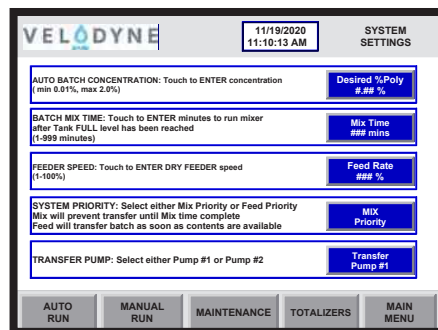 VELODYNE
11/19/2020
11:10:13 AM
SYSTEM
SETTINGS
AUTO BATCH CONCENTRATION: Touch to ENTER concentration
( min 0.01%, max 2.0%)
Desired %Poly
#.## %
BATCH MIX TIME: Touch to ENTER minutes to run mixer
after Tank FULL level has been reached
(1-999 minutes)
Mix Time
### mins
FEEDER SPEED: Touch to ENTER DRY FEEDER speed
(1-100%)
Feed Rate
### %
SYSTEM PRIORITY: Select either Mix Priority or Feed Priority
Mix will prevent transfer until Mix time complete
Feed will transfer batch as soon as contents are available
MIX
Priority
TRANSFER PUMP: Select either Pump #1 or Pump #2
Transfer
Pump #1
AUTO
RUN
MANUAL
RUN
MAINTENANCE
TOTALIZERS
MAIN
MENU